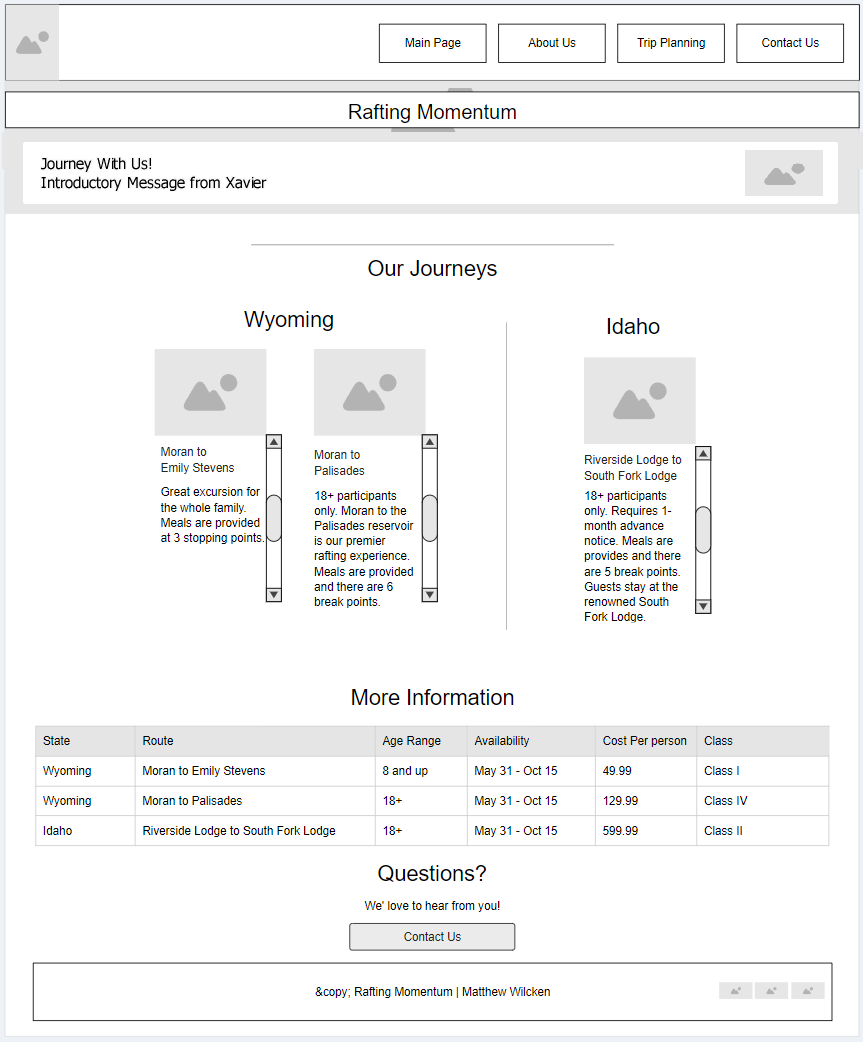 Main Page About Us Trip Planning Contact Us
Rafting Momentum
Journey With Us!
Introductory Message from Xavier
Our Journeys
Wyoming
Moran to
Emily Stevens
Great excursion for
the whole family.
Meals are provided
at 3 stopping points.
Moran to
Palisades
18+ participants
only. Moran to the
Palisades reservoir
is our premier
rafting experience.
Meals are provided
and there are 6
break points.
Idaho
Riverside Lodge to
South Fork Lodge
18+ participants
only. Requires 1-
month advance
notice. Meals are
provides and there
are 5 break points.
Guests stay at the
renowned South
Fork Lodge.
More Information
State Route Age Range Availability Cost Per person Class
Wyoming Moran to Emily Stevens 8 and up May 31 - Oct 15 49.99 Class I
Wyoming Moran to Palisades 18+ May 31 - Oct 15 129.99 Class IV
Idaho Riverside Lodge to South Fork Lodge 18+ May 31 - Oct 15 599.99 Class II
Questions?
We' love to hear from you!
Contact Us
&copy; Rafting Momentum | Matthew Wilcken